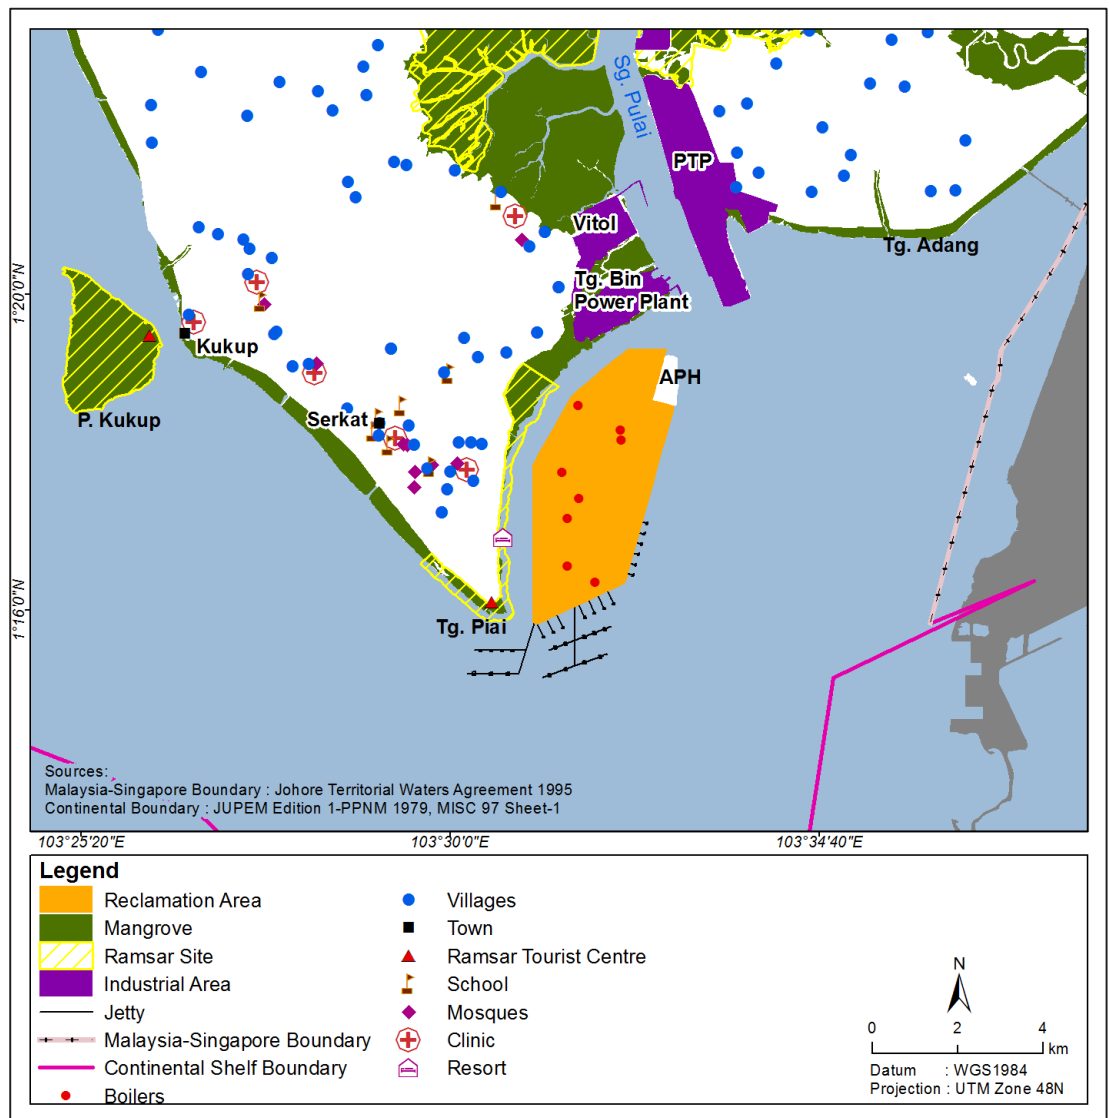 Sg. Pulai
PTP
Vitol
Tg. Adang
Tg. Bin
Power Plant
Kukup
APH
P. Kukup
Serkat
Tg. Piai
1°20'0"N
1°16'0"N
Sources:
Malaysia-Singapore Boundary : Johore Territorial Waters Agreement 1995
Continental Boundary : JUPEM Edition 1-PPNM 1979, MISC 97 Sheet-1
103°25'20"E
103°30'0"E
103°34'40"E
Legend
Reclamation Area
Mangrove
Ramsar Site
Industrial Area
Jetty
Malaysia-Singapore Boundary
Continental Shelf Boundary
Boilers
Villages
Town
Ramsar Tourist Centre
School
Mosques
Clinic
Resort
N
0 2 4
km
Datum : WGS1984
Projection : UTM Zone 48N